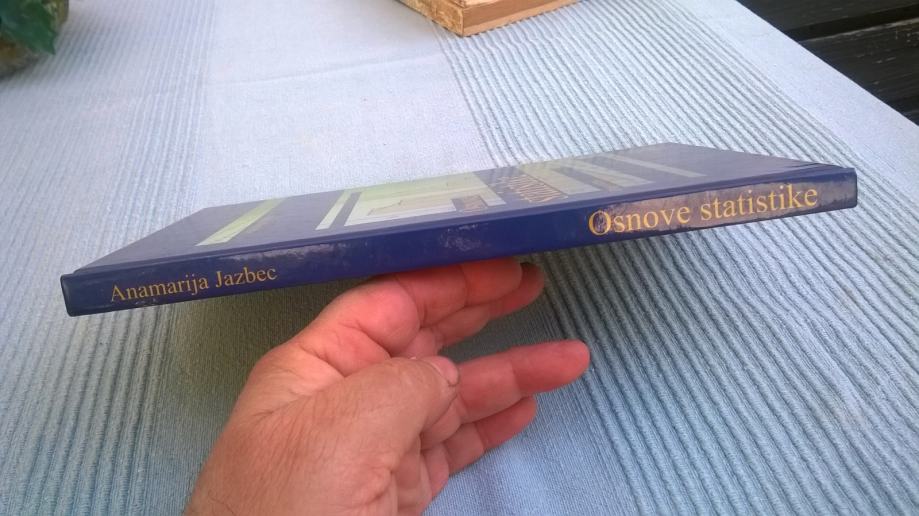 Anamarija Jazbec
Osnove statistike